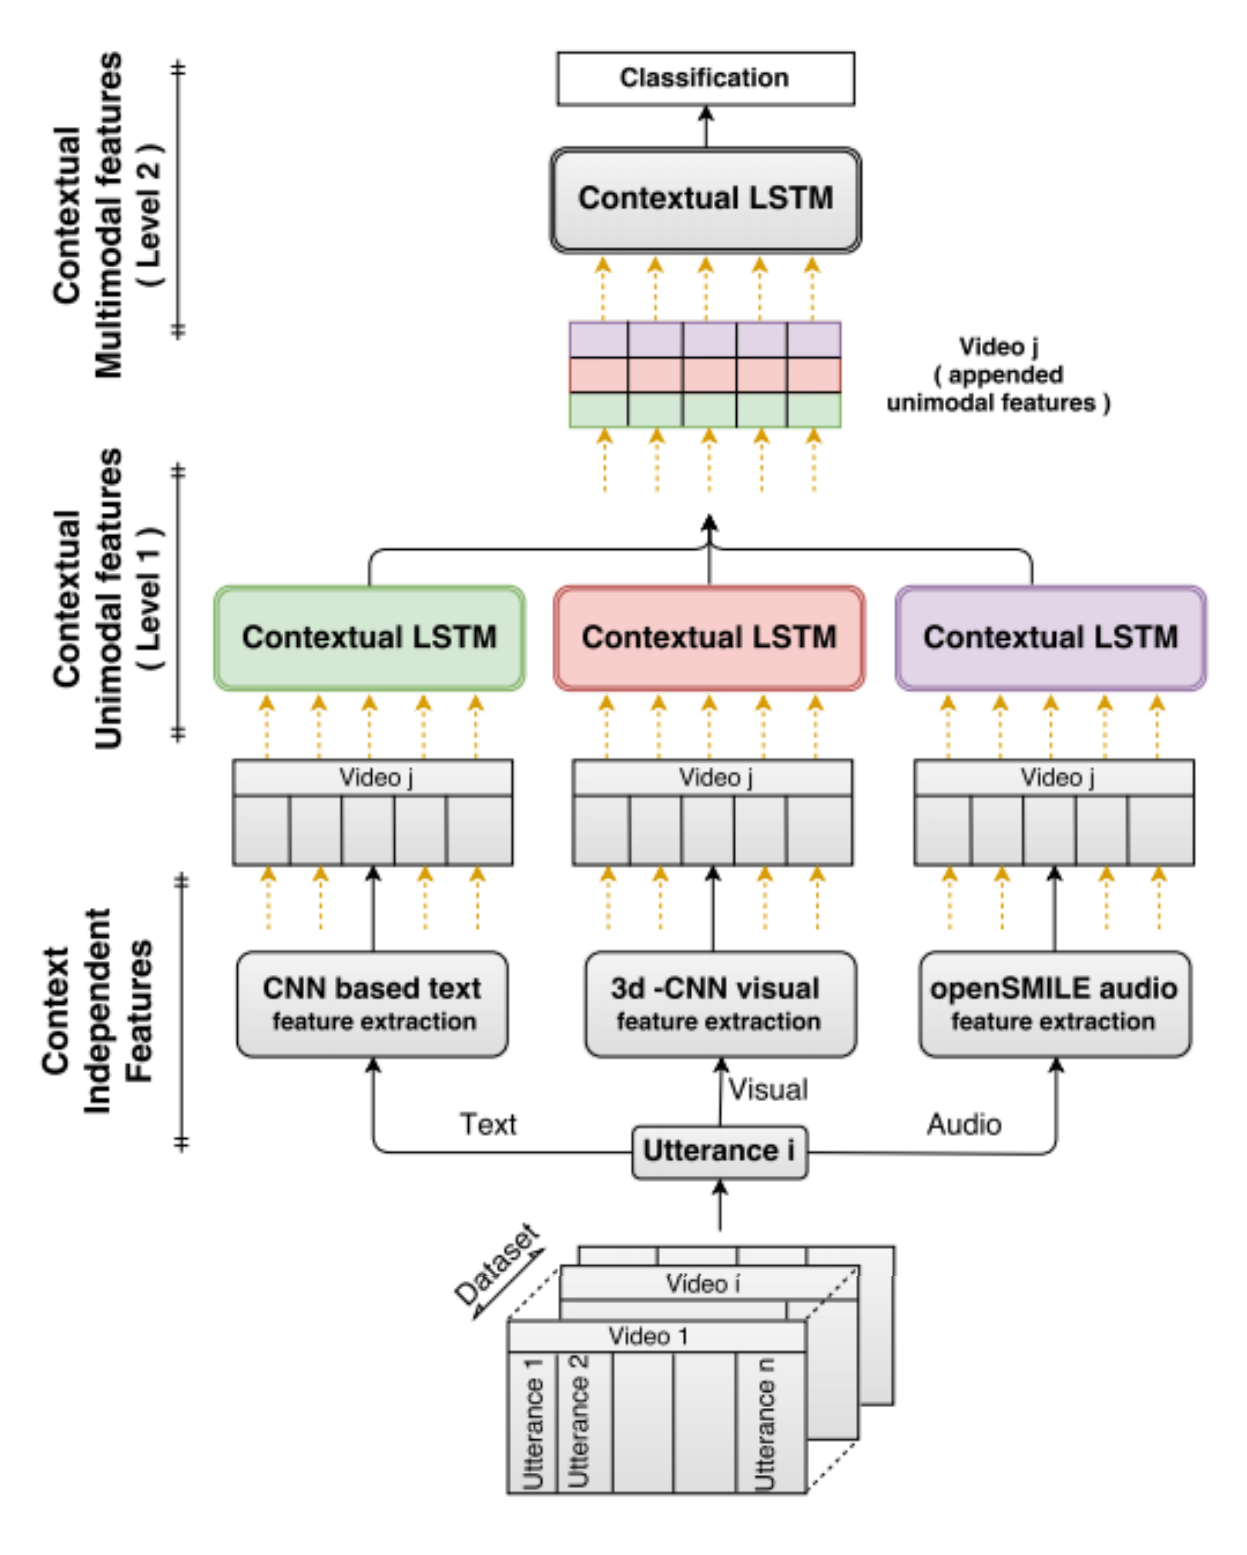 Classification
Contextual LSTM
Contextual
Multimodal features
( Level 2 )
Video j
( appended
unimodal features )
Contextual
Unimodal features
( Level 1 )
Contextual LSTM
Contextual LSTM
Contextual LSTM
Video j
Video j
Video j
Context
Independent
Features
CNN based text
feature extraction
3d -CNN visual
feature extraction
openSMILE audio
feature extraction
Text
Visual
Audio
Utterance i
Dataset
Video i
Video 1
Utterance 1
Utterance 2
Utterance n